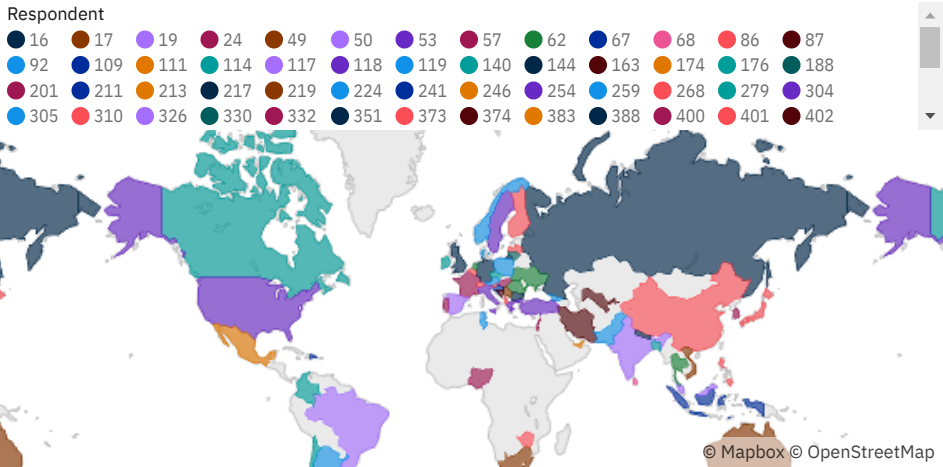 Respondent
16 17 19 24 49 50 53 57 62 67 68 86 87
92 109 111 114 117 118 119 140 144 163 174 176 188
201 211 213 217 219 224 241 246 254 259 268 279 304
305 310 326 330 332 351 373 374 383 388 400 401 402
© Mapbox © OpenStreetMap